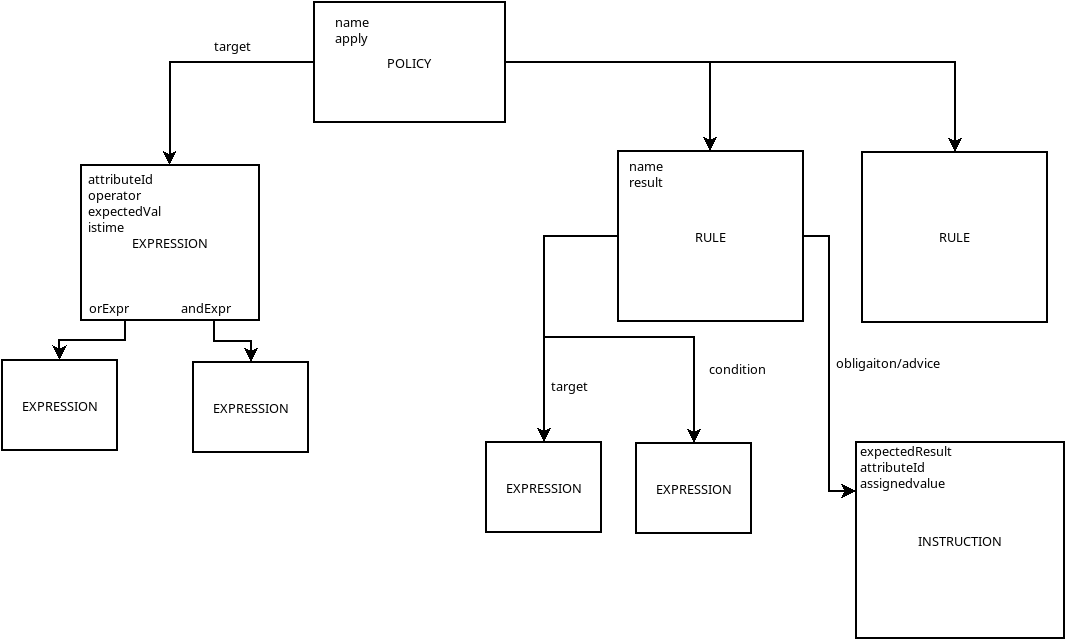 name
apply
POLICY
target
attributeId
operator
expectedVal
istime
EXPRESSION
orExpr
andExpr
EXPRESSION
EXPRESSION
name
result
RULE
RULE
target
condition
obligaiton/advice
EXPRESSION
EXPRESSION
expectedResult
attributeId
assignedvalue
INSTRUCTION